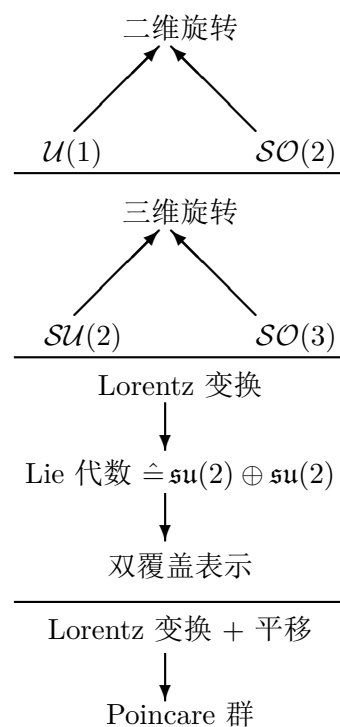 二维旋转
U(1) SO(2)
三维旋转
SU(2) SO(3)
Lorentz 变换
Lie 代数 ≙ 𝔰𝔲(2) ⊕ 𝔰𝔲(2)
双覆盖表示
Lorentz 变换 + 平移
Poincare 群